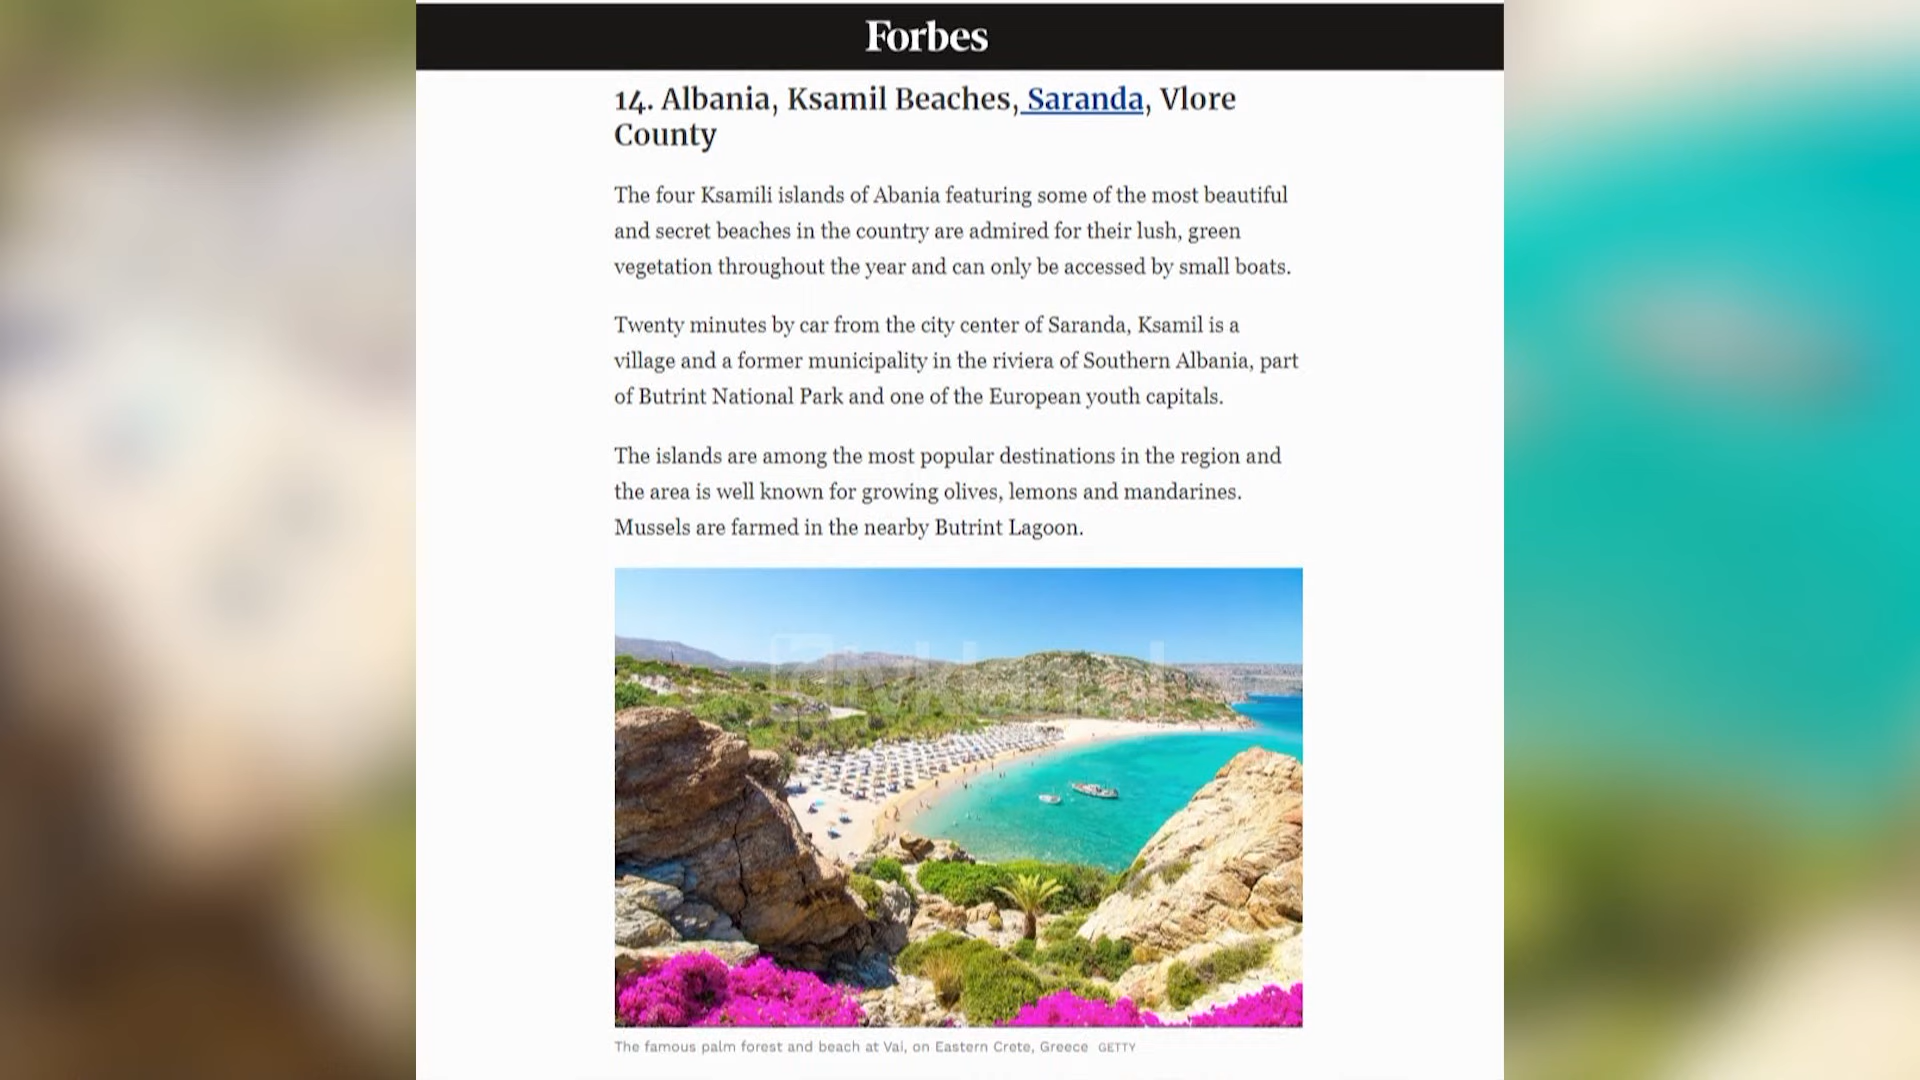 Forbes
14. Albania, Ksamil Beaches, Saranda, Vlore
County
The four Ksamili islands of Abania featuring some of the most beautiful
and secret beaches in the country are admired for their lush, green
vegetation throughout the year and can only be accessed by small boats.
Twenty minutes by car from the city center of Saranda, Ksamil is a
village and a former municipality in the riviera of Southern Albania, part
of Butrint National Park and one of the European youth capitals.
The islands are among the most popular destinations in the region and
the area is well known for growing olives, lemons and mandarines.
Mussels are farmed in the nearby Butrint Lagoon.
The famous palm forest and beach at Vai, on Eastern Crete, Greece GETTY